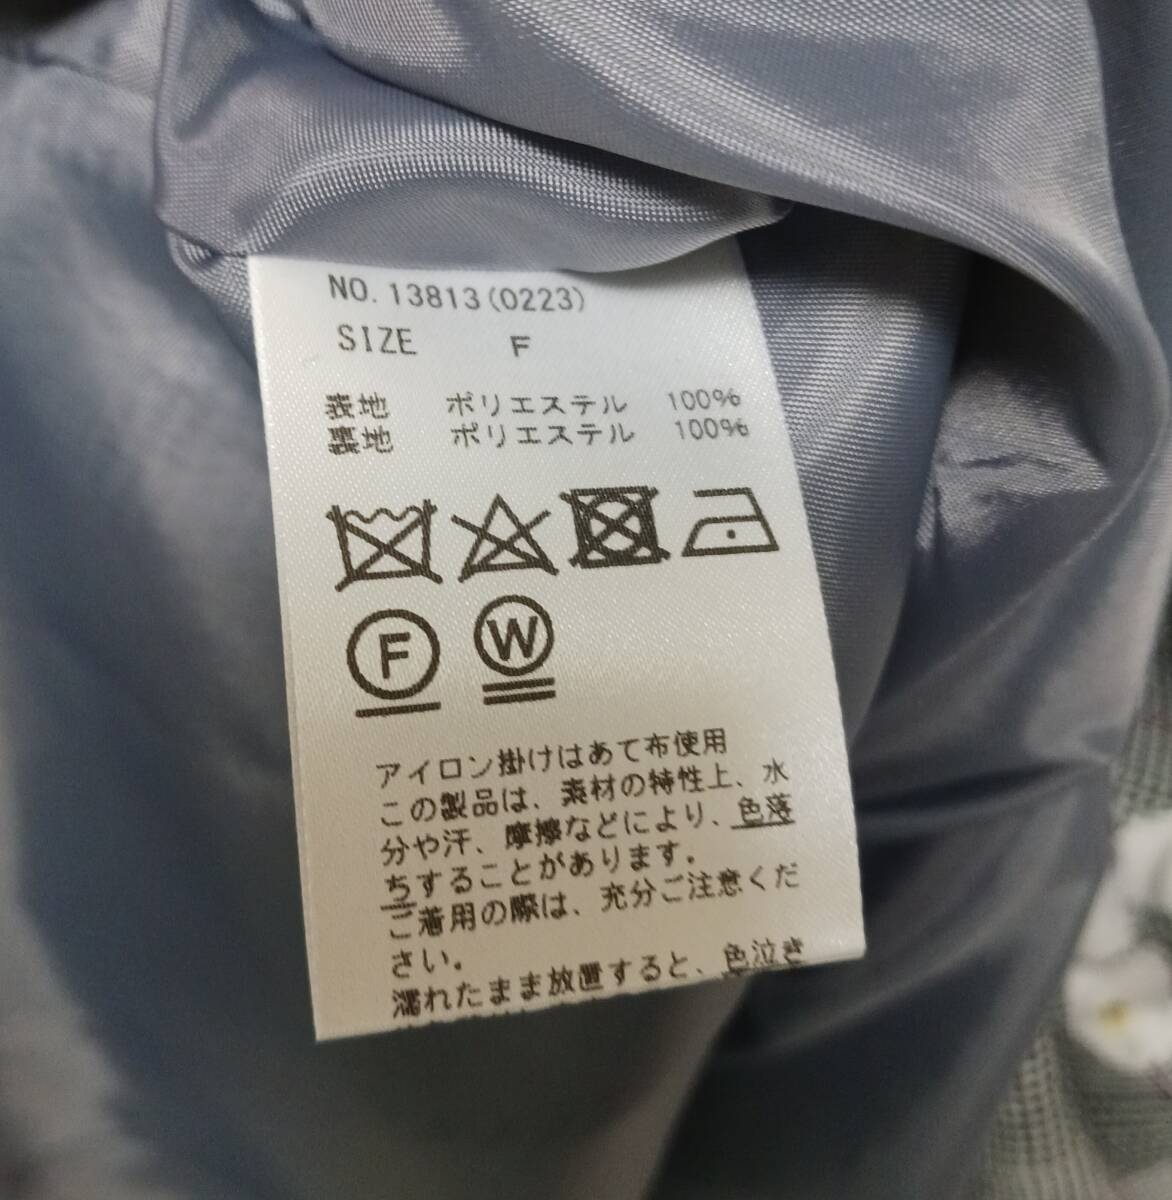 NO. 13813(0223)
SIZE F
表地 ポリエステル 100%
裏地 ポリエステル 100%
F W
アイロン掛けはあて布使用
この製品は、素材の特性上、水
分や汗、摩擦などにより、色落
ちすることがあります。
ご着用の際は、充分ご注意くだ
さい。
濡れたまま放置すると、色泣き